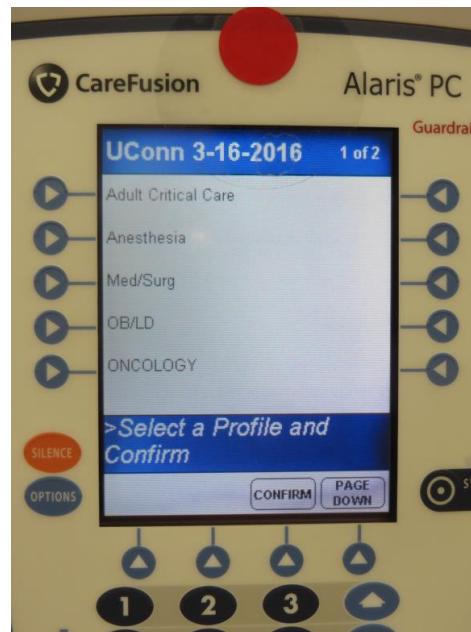 CareFusion
Alaris® PC
UConn 3-16-2016 1 of 2
Adult Critical Care
Anesthesia
Med/Surg
OB/LD
ONCOLOGY
>Select a Profile and
Confirm
SILENCE
OPTIONS
CONFIRM
PAGE
DOWN
1 2 3